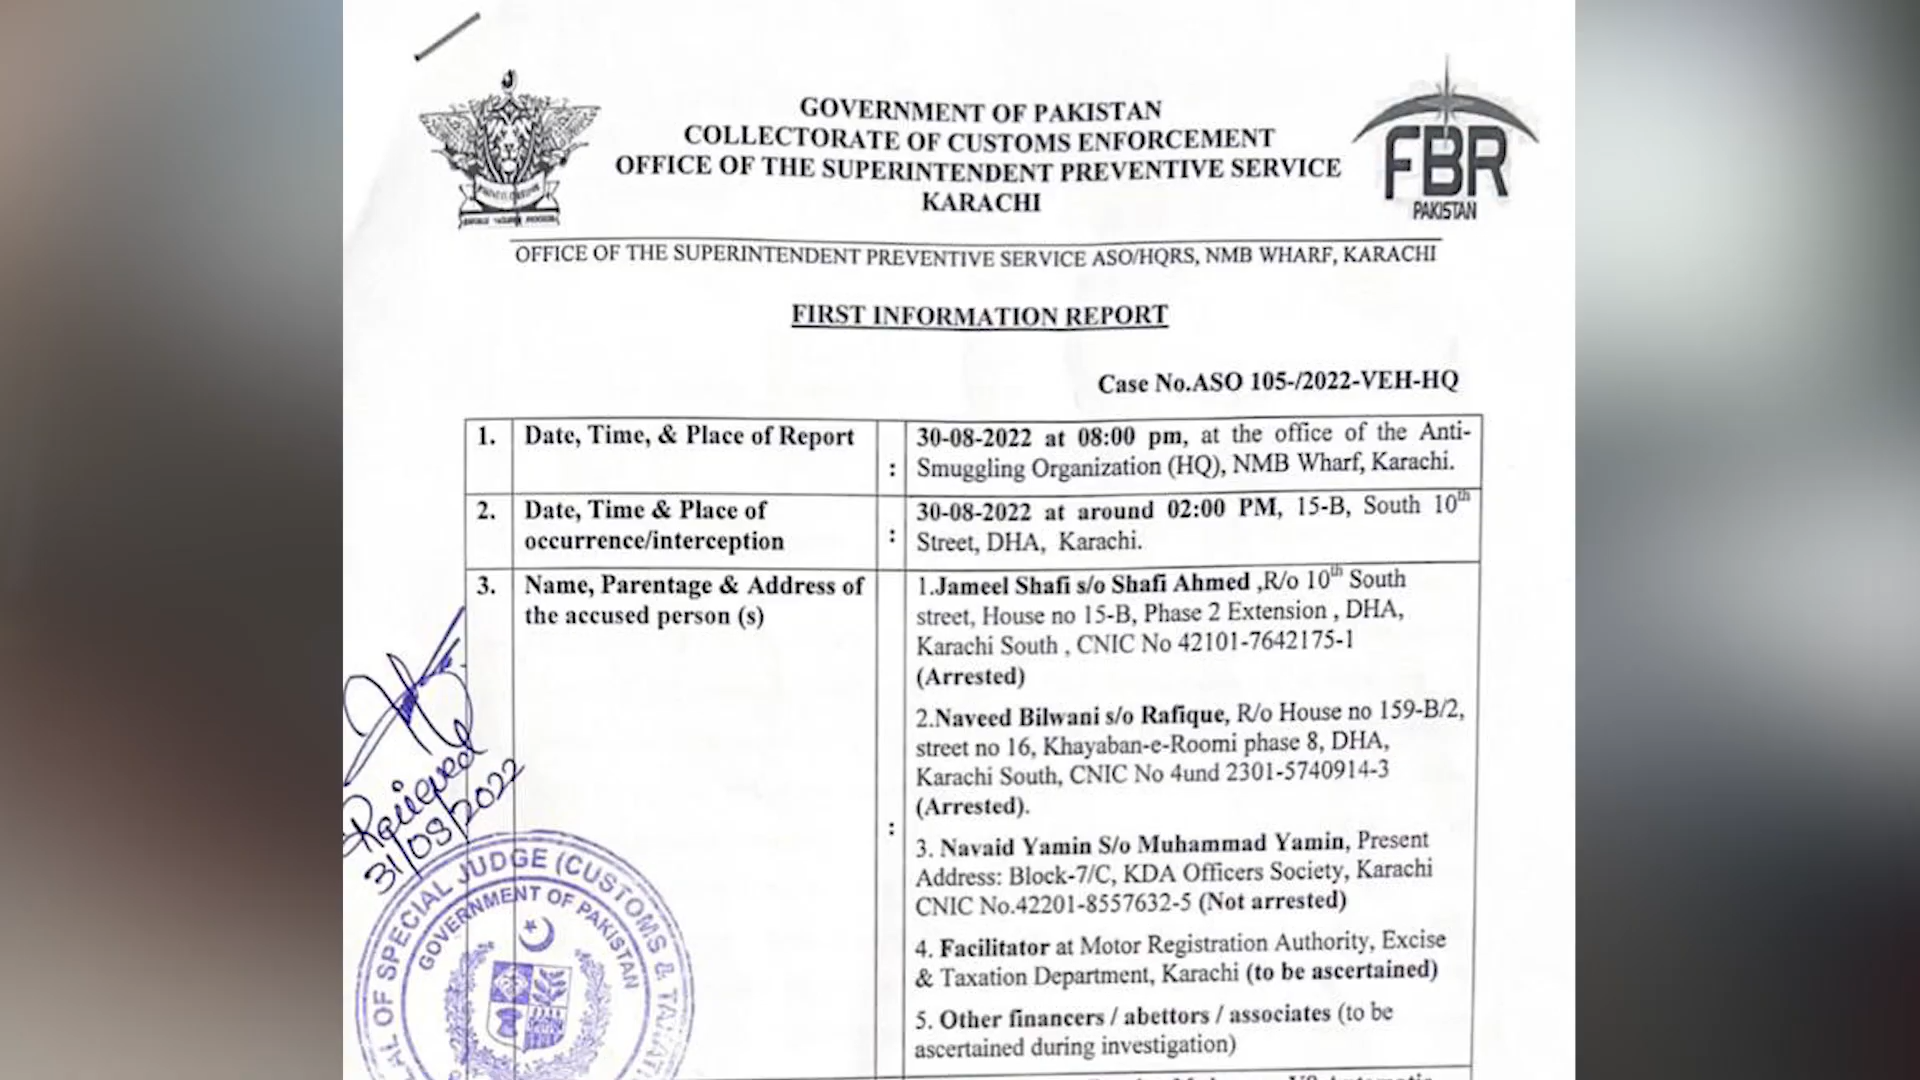 GOVERNMENT OF PAKISTAN
COLLECTORATE OF CUSTOMS ENFORCEMENT
OFFICE OF THE SUPERINTENDENT PREVENTIVE SERVICE
KARACHI
FBR
PAKISTAN
OFFICE OF THE SUPERINTENDENT PREVENTIVE SERVICE ASO/HQRS, NMB WHARF, KARACHI
FIRST INFORMATION REPORT
Case No.ASO 105-/2022-VEH-HQ
1. Date, Time, & Place of Report : 30-08-2022 at 08:00 pm, at the office of the Anti-
Smuggling Organization (HQ), NMB Wharf, Karachi.
2. Date, Time & Place of
occurrence/interception : 30-08-2022 at around 02:00 PM, 15-B, South 10th
Street, DHA, Karachi.
3. Name, Parentage & Address of
the accused person (s) :
1.Jameel Shafi s/o Shafi Ahmed ,R/o 10th South
street, House no 15-B, Phase 2 Extension , DHA,
Karachi South , CNIC No 42101-7642175-1
(Arrested)
2.Naveed Bilwani s/o Rafique, R/o House no 159-B/2,
street no 16, Khayaban-e-Roomi phase 8, DHA,
Karachi South, CNIC No 4und 2301-5740914-3
(Arrested).
3. Navaid Yamin S/o Muhammad Yamin, Present
Address: Block-7/C, KDA Officers Society, Karachi
CNIC No.42201-8557632-5 (Not arrested)
4. Facilitator at Motor Registration Authority, Excise
& Taxation Department, Karachi (to be ascertained)
5. Other financers / abettors / associates (to be
ascertained during investigation)
Received
31/08/2022
OF SPECIAL JUDGE (CUSTOMS &
GOVERNMENT OF PAKISTAN